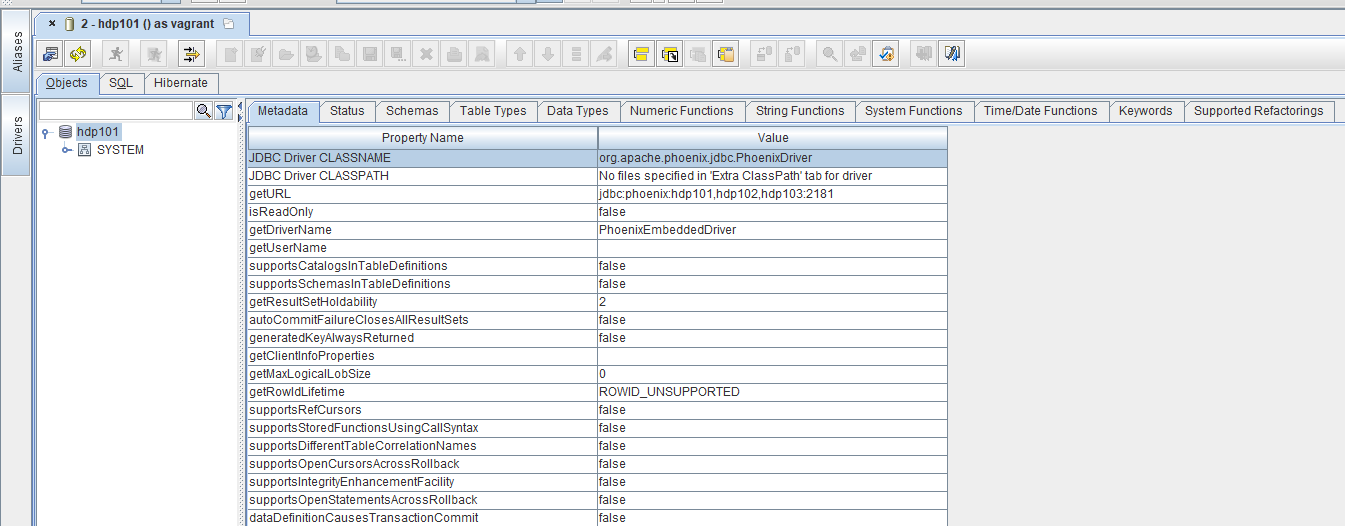 2 - hdp101 () as vagrant
Aliases
Drivers
Objects SQL Hibernate
hdp101
SYSTEM
Metadata Status Schemas Table Types Data Types Numeric Functions String Functions System Functions Time/Date Functions Keywords Supported Refactorings
Property Name Value
JDBC Driver CLASSNAME org.apache.phoenix.jdbc.PhoenixDriver
JDBC Driver CLASSPATH No files specified in 'Extra ClassPath' tab for driver
getURL jdbc:phoenix:hdp101,hdp102,hdp103:2181
isReadOnly false
getDriverName PhoenixEmbeddedDriver
getUserName
supportsCatalogsInTableDefinitions false
supportsSchemasInTableDefinitions false
getResultSetHoldability 2
autoCommitFailureClosesAllResultSets false
generatedKeyAlwaysReturned false
getClientInfoProperties
getMaxLogicalLobSize 0
getRowIdLifetime ROWID_UNSUPPORTED
supportsRefCursors false
supportsStoredFunctionsUsingCallSyntax false
supportsDifferentTableCorrelationNames false
supportsOpenCursorsAcrossRollback false
supportsIntegrityEnhancementFacility false
supportsOpenStatementsAcrossRollback false
dataDefinitionCausesTransactionCommit false